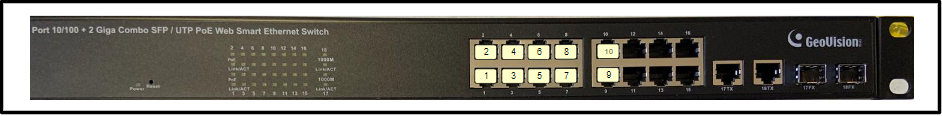 Port 10/100 + 2 Giga Combo SFP / UTP PoE Web Smart Ethernet Switch
2 4 6 8 10 12 14 16 18
PoE 1000M
Link/ACT Link/ACT
PoE 1000M
Link/ACT Link/ACT
1 3 5 7 9 11 13 15 17
Power Reset
2 4 6 8 10 12 14 16
2 4 6 8 10
1 3 5 7 9
1 3 5 7 9 11 13 15
GeoVision
17TX 18TX 17FX 18FX